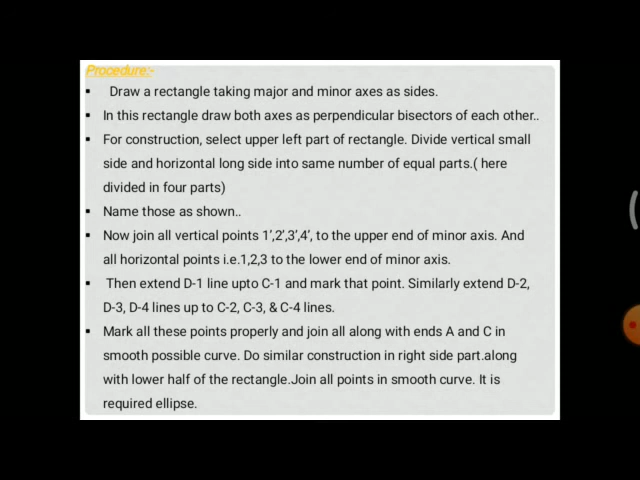 Procedure:-
▪ Draw a rectangle taking major and minor axes as sides.
▪ In this rectangle draw both axes as perpendicular bisectors of each other..
▪ For construction, select upper left part of rectangle. Divide vertical small
side and horizontal long side into same number of equal parts.( here
divided in four parts)
▪ Name those as shown..
▪ Now join all vertical points 1’,2’,3’,4’, to the upper end of minor axis. And
all horizontal points i.e.1,2,3 to the lower end of minor axis.
▪ Then extend D-1 line upto C-1 and mark that point. Similarly extend D-2,
D-3, D-4 lines up to C-2, C-3, & C-4 lines.
▪ Mark all these points properly and join all along with ends A and C in
smooth possible curve. Do similar construction in right side part.along
with lower half of the rectangle.Join all points in smooth curve. It is
required ellipse.